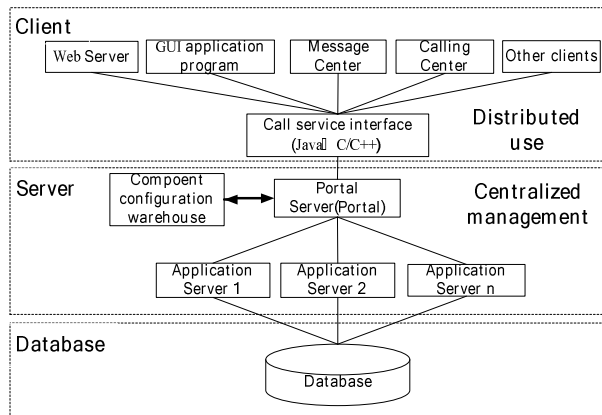 Client
Web Server
GUI application
program
Message
Center
Calling
Center
Other clients
Call service interface
(Java▯ C/C++)
Distributed
use
Server
Compoent
configuration
warehouse
Portal
Server(Portal)
Centralized
management
Application
Server 1
Application
Server 2
Application
Server n
Database
Database